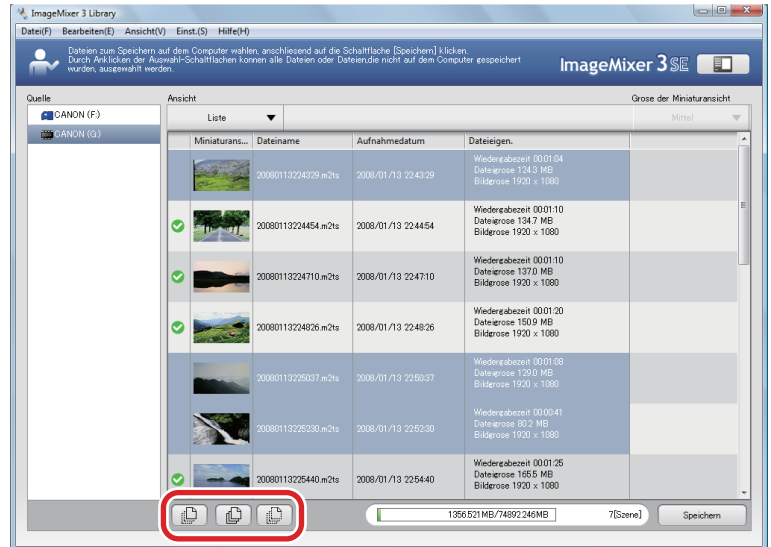 ImageMixer 3 Library
Datei(F) Bearbeiten(E) Ansicht(V) Einst.(S) Hilfe(H)
Dateien zum Speichern auf dem Computer wahlen, anschliesend auf die Schaltflache [Speichern] klicken.
Durch Anklicken der Auswahl-Schaltflachen konnen alle Dateien oder Dateien,die nicht auf dem Computer gespeichert
wurden, ausgewahlt werden.
ImageMixer 3 SE
Quelle
Ansicht
Grose der Miniaturansicht
CANON (F:)
CANON (G:)
Liste
Mittel
Miniaturans... Dateiname Aufnahmedatum Dateieigen.
20080113224329.m2ts 2008/01/13 22:43:29
Wiedergabezeit 00:01:04
Dateigrose 124.3 MB
Bildgrose 1920 x 1080
20080113224454.m2ts 2008/01/13 22:44:54
Wiedergabezeit 00:01:10
Dateigrose 134.7 MB
Bildgrose 1920 x 1080
20080113224710.m2ts 2008/01/13 22:47:10
Wiedergabezeit 00:01:10
Dateigrose 137.0 MB
Bildgrose 1920 x 1080
20080113224826.m2ts 2008/01/13 22:48:26
Wiedergabezeit 00:01:20
Dateigrose 150.9 MB
Bildgrose 1920 x 1080
20080113225037.m2ts 2008/01/13 22:50:37
Wiedergabezeit 00:01:08
Dateigrose 129.0 MB
Bildgrose 1920 x 1080
20080113225230.m2ts 2008/01/13 22:52:30
Wiedergabezeit 00:00:41
Dateigrose 80.2 MB
Bildgrose 1920 x 1080
20080113225440.m2ts 2008/01/13 22:54:40
Wiedergabezeit 00:01:25
Dateigrose 165.5 MB
Bildgrose 1920 x 1080
1356.521MB/74892.246MB
7[Szene]
Speichern